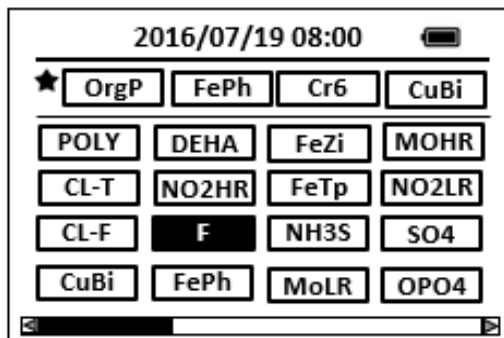 2016/07/19 08:00
OrgP FePh Cr6 CuBi
POLY DEHA FeZi MOHR
CL-T NO2HR FeTp NO2LR
CL-F F NH3S SO4
CuBi FePh MoLR OPO4